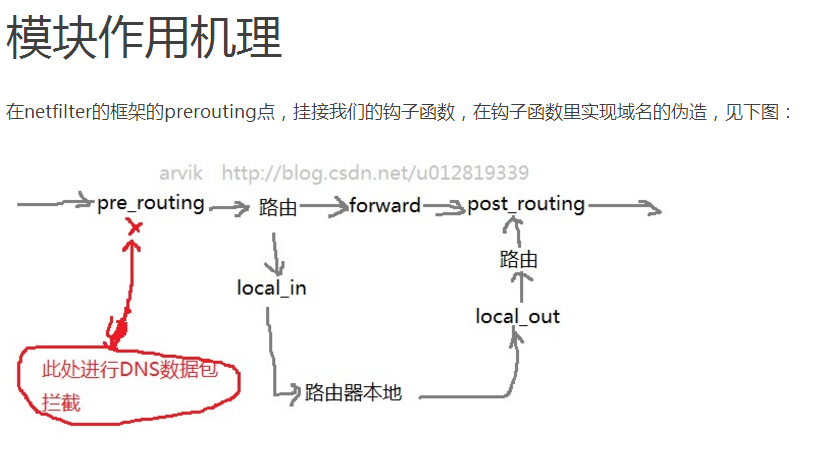 模块作用机理
在netfilter的框架的prerouting点，挂接我们的钩子函数，在钩子函数里实现域名的伪造，见下图：
arvik http://blog.csdn.net/u012819339
pre_routing 路由 forward post_routing
路由
local_in
local_out
此处进行DNS数据包
拦截
路由器本地